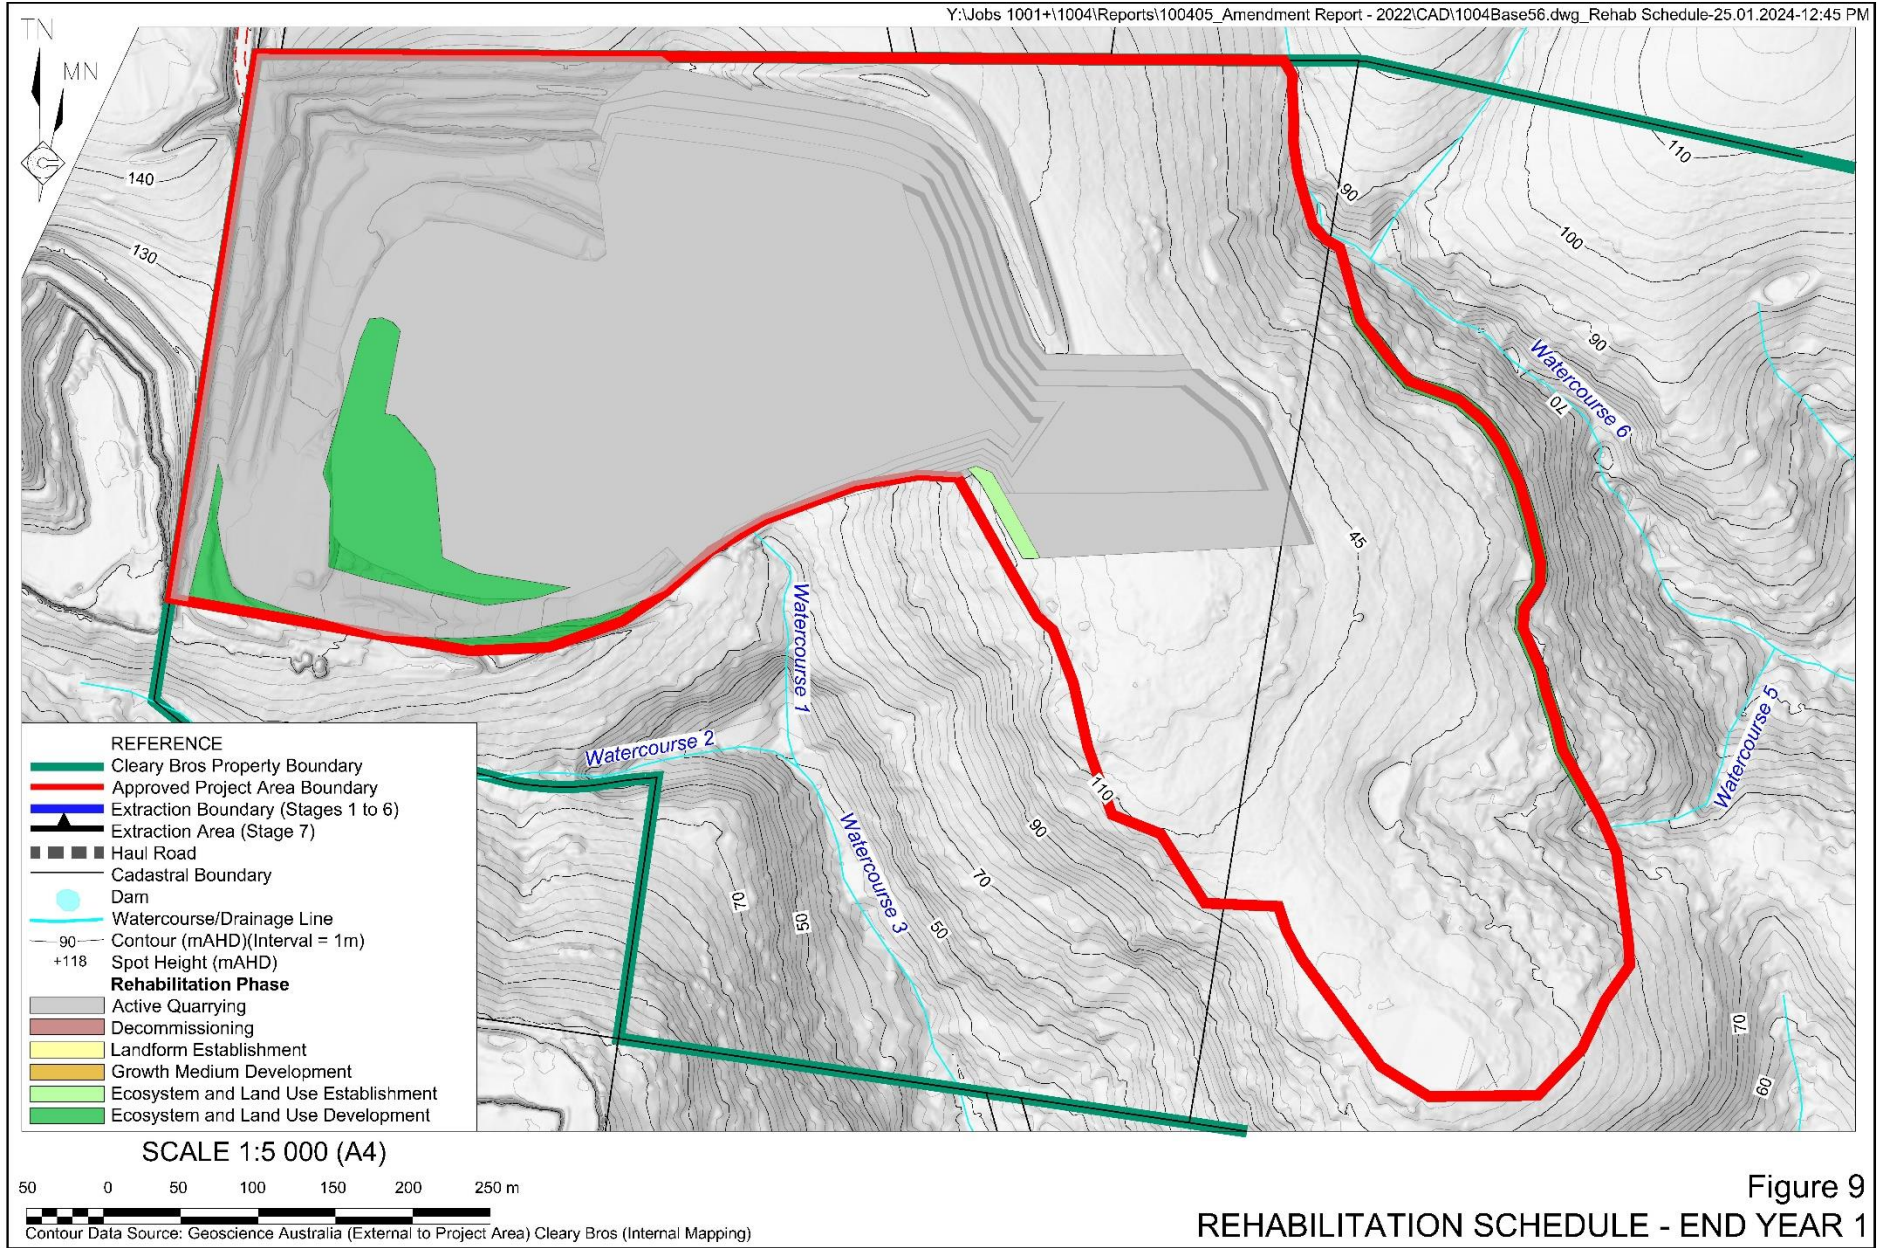 Y:\Jobs 1001+\1004\Reports\100405_Amendment Report - 2022\CAD\1004Base56.dwg_Rehab Schedule-25.01.2024-12:45 PM
TN
MN
140
130
110
90
100
90
Watercourse 6
70
45
Watercourse 1
Watercourse 2
Watercourse 5
110
90
Watercourse 3
70
70
50
50
70
60
REFERENCE
Cleary Bros Property Boundary
Approved Project Area Boundary
Extraction Boundary (Stages 1 to 6)
Extraction Area (Stage 7)
Haul Road
Cadastral Boundary
Dam
Watercourse/Drainage Line
90 Contour (mAHD)(Interval = 1m)
+118 Spot Height (mAHD)
Rehabilitation Phase
Active Quarrying
Decommissioning
Landform Establishment
Growth Medium Development
Ecosystem and Land Use Establishment
Ecosystem and Land Use Development
SCALE 1:5 000 (A4)
50 0 50 100 150 200 250 m
Contour Data Source: Geoscience Australia (External to Project Area) Cleary Bros (Internal Mapping)
Figure 9
REHABILITATION SCHEDULE - END YEAR 1